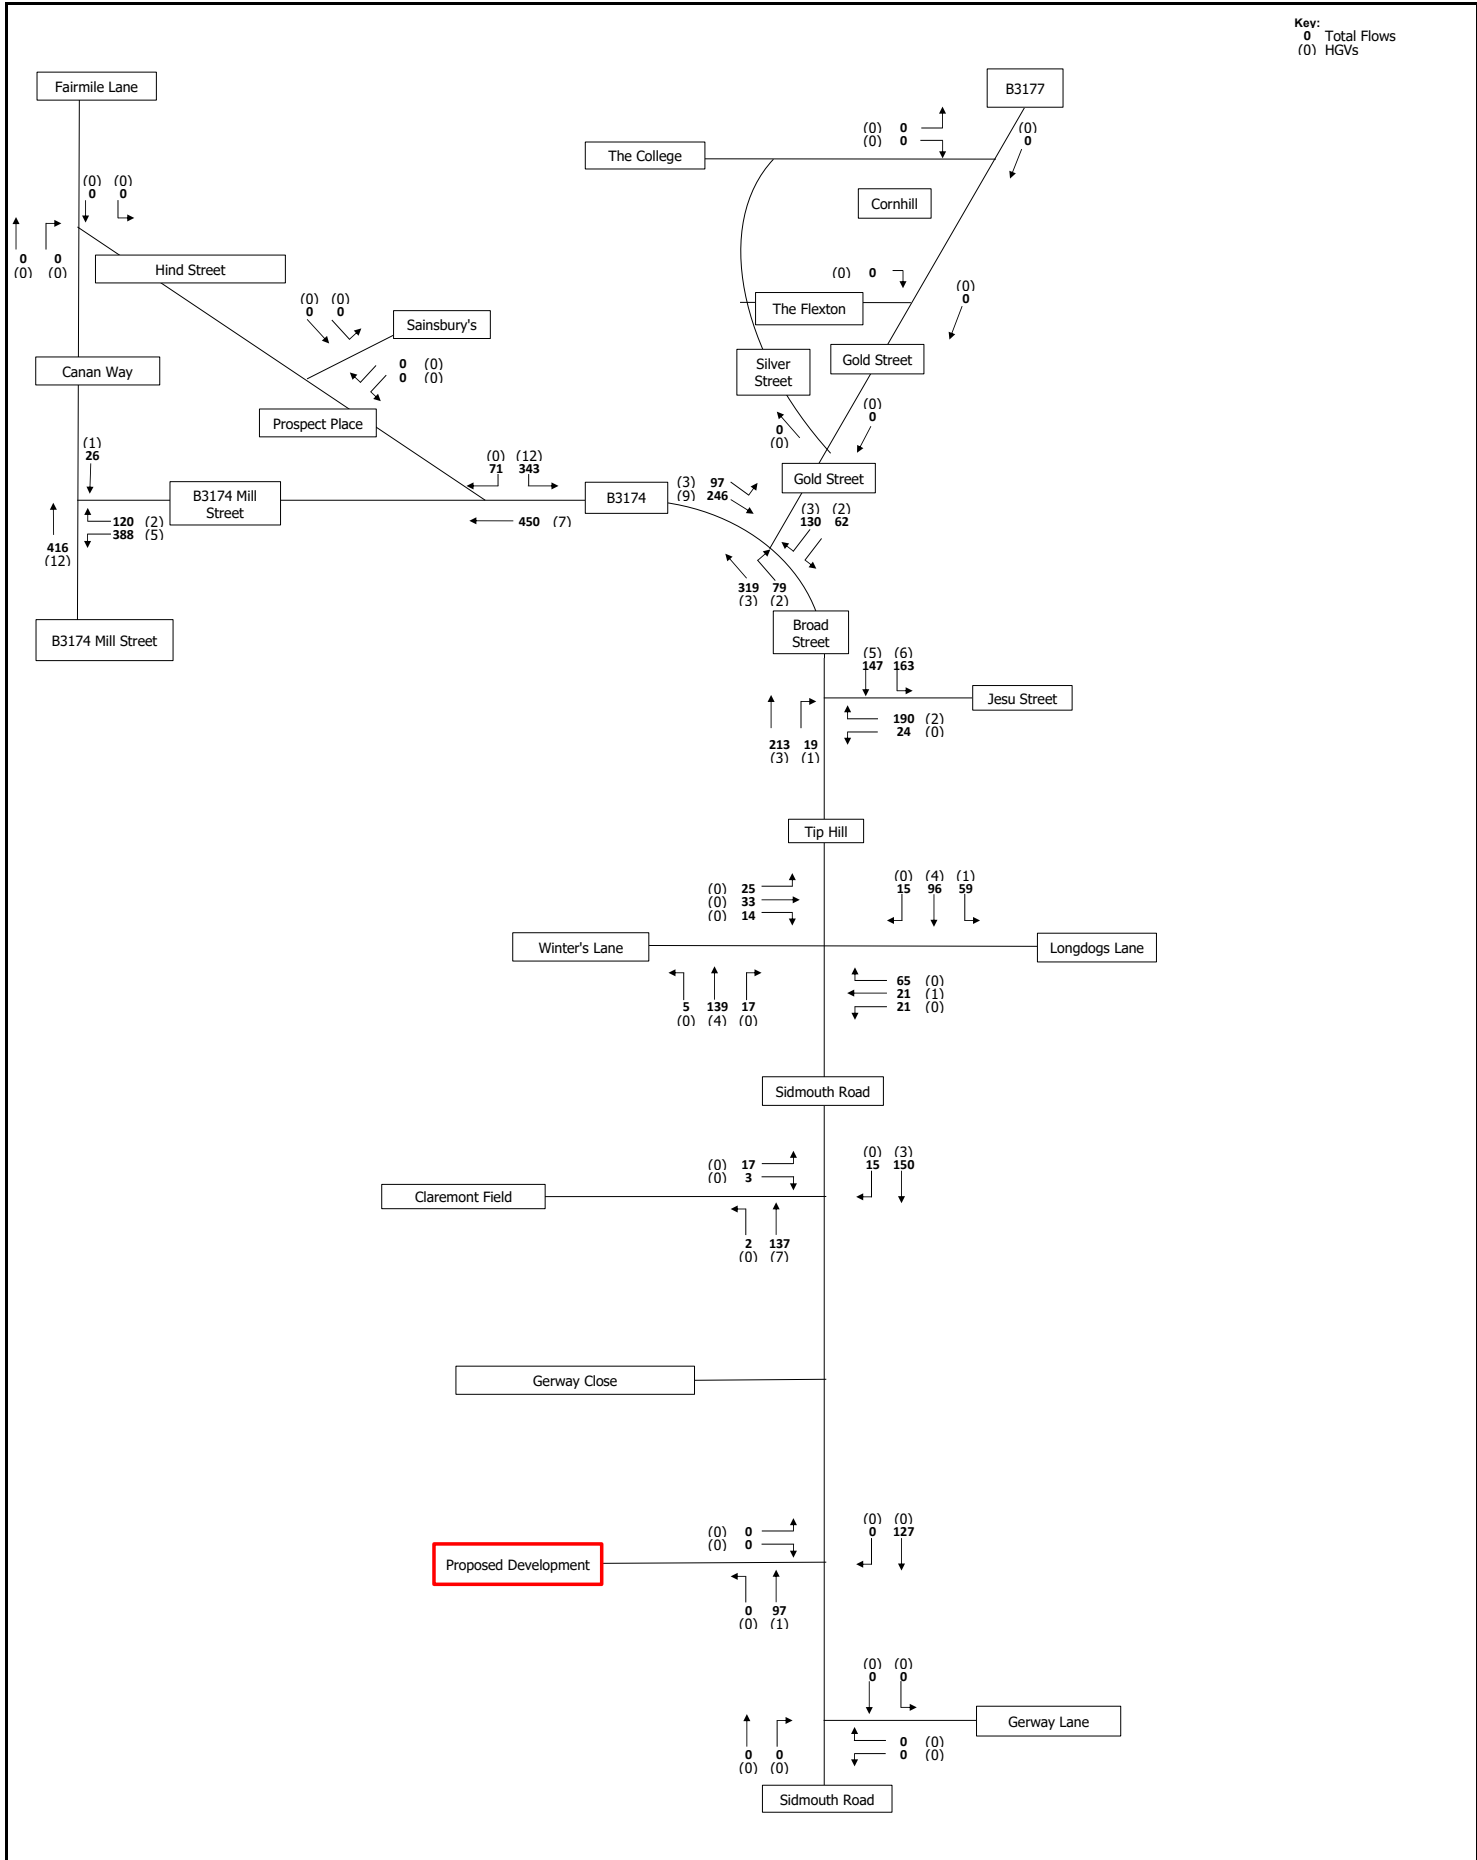 Key:
0 Total Flows
(0) HGVs
Fairmile Lane
B3177
(0) 0
(0) 0
(0)
0
The College
(0) (0)
0 0
Cornhill
0 0
(0) (0)
Hind Street
(0) 0
(0)
0
The Flexton
(0) (0)
0 0
Sainsbury's
Gold Street
Silver
Street
0 (0)
0 (0)
Canan Way
(0)
0
Prospect Place
0
(0)
(1)
26
(0) (12)
71 343
Gold Street
(3) 97
(9) 246
B3174 Mill
Street
B3174
(3) (2)
130 62
120 (2)
388 (5)
450 (7)
416
(12)
319 79
(3) (2)
B3174 Mill Street
Broad
Street
(5) (6)
147 163
Jesu Street
190 (2)
24 (0)
213 19
(3) (1)
Tip Hill
(0) 25
(0) 33
(0) 14
(0) (4) (1)
15 96 59
Winter's Lane
Longdogs Lane
65 (0)
21 (1)
21 (0)
5 139 17
(0) (4) (0)
Sidmouth Road
(0) 17
(0) 3
(0) (3)
15 150
Claremont Field
2 137
(0) (7)
Gerway Close
(0) 0
(0) 0
(0) (0)
0 127
Proposed Development
0 97
(0) (1)
(0) (0)
0 0
Gerway Lane
0 (0)
0 (0)
0 0
(0) (0)
Sidmouth Road